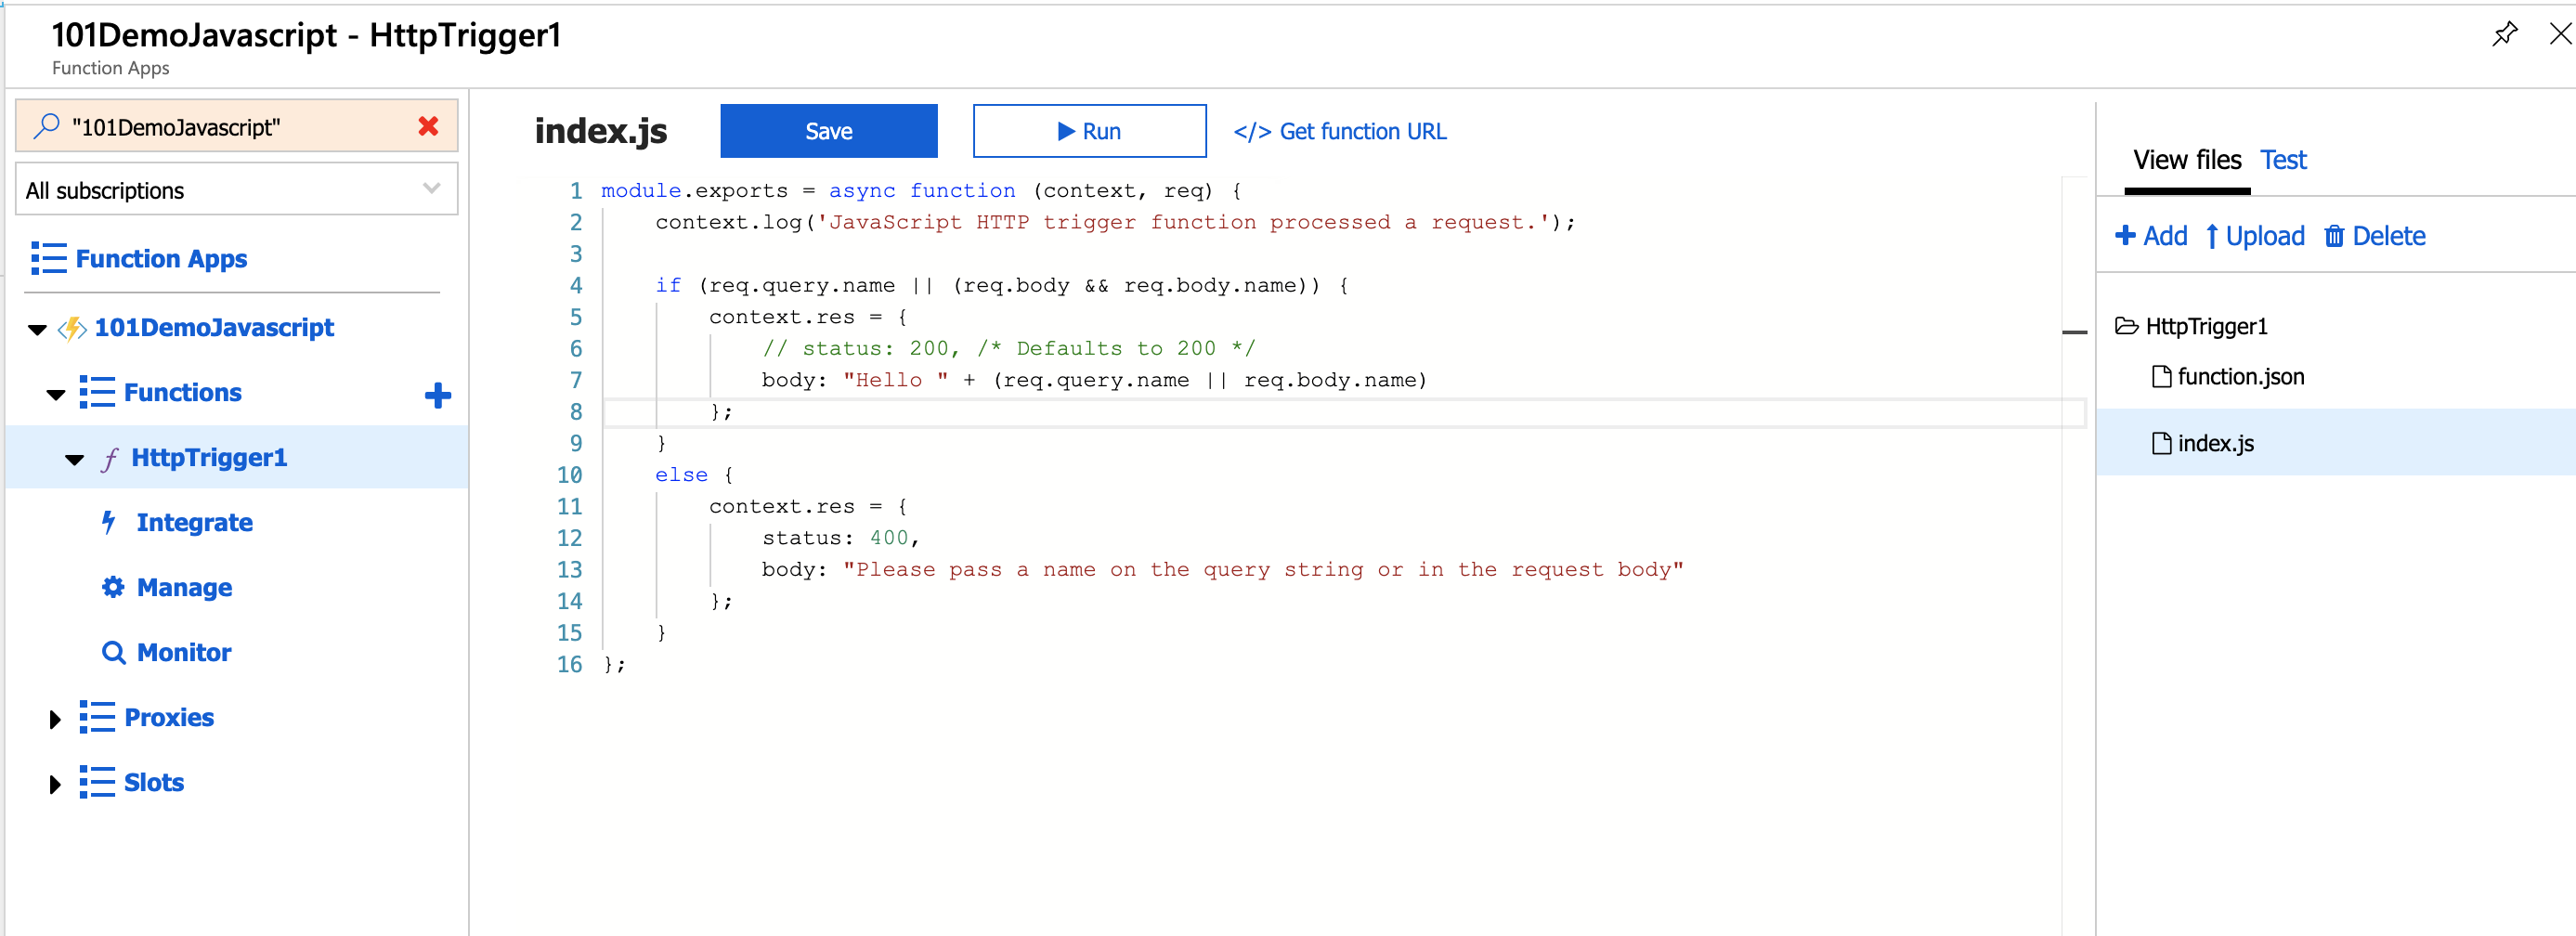 101DemoJavascript - HttpTrigger1
Function Apps
"101DemoJavascript"
All subscriptions
Function Apps
101DemoJavascript
Functions
HttpTrigger1
Integrate
Manage
Monitor
Proxies
Slots
index.js
Save
Run
</> Get function URL
1 module.exports = async function (context, req) {
2     context.log('JavaScript HTTP trigger function processed a request.');
3
4     if (req.query.name || (req.body && req.body.name)) {
5         context.res = {
6             // status: 200, /* Defaults to 200 */
7             body: "Hello " + (req.query.name || req.body.name)
8         };
9     }
10     else {
11         context.res = {
12             status: 400,
13             body: "Please pass a name on the query string or in the request body"
14         };
15     }
16 };
View files Test
Add Upload Delete
HttpTrigger1
function.json
index.js